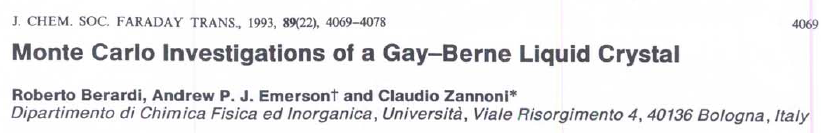 J. CHEM. SOC. FARADAY TRANS., 1993, 89(22), 4069–4078 4069
Monte Carlo Investigations of a Gay–Berne Liquid Crystal
Roberto Berardi, Andrew P. J. Emerson† and Claudio Zannoni*
Dipartimento di Chimica Fisica ed Inorganica, Università, Viale Risorgimento 4, 40136 Bologna, Italy